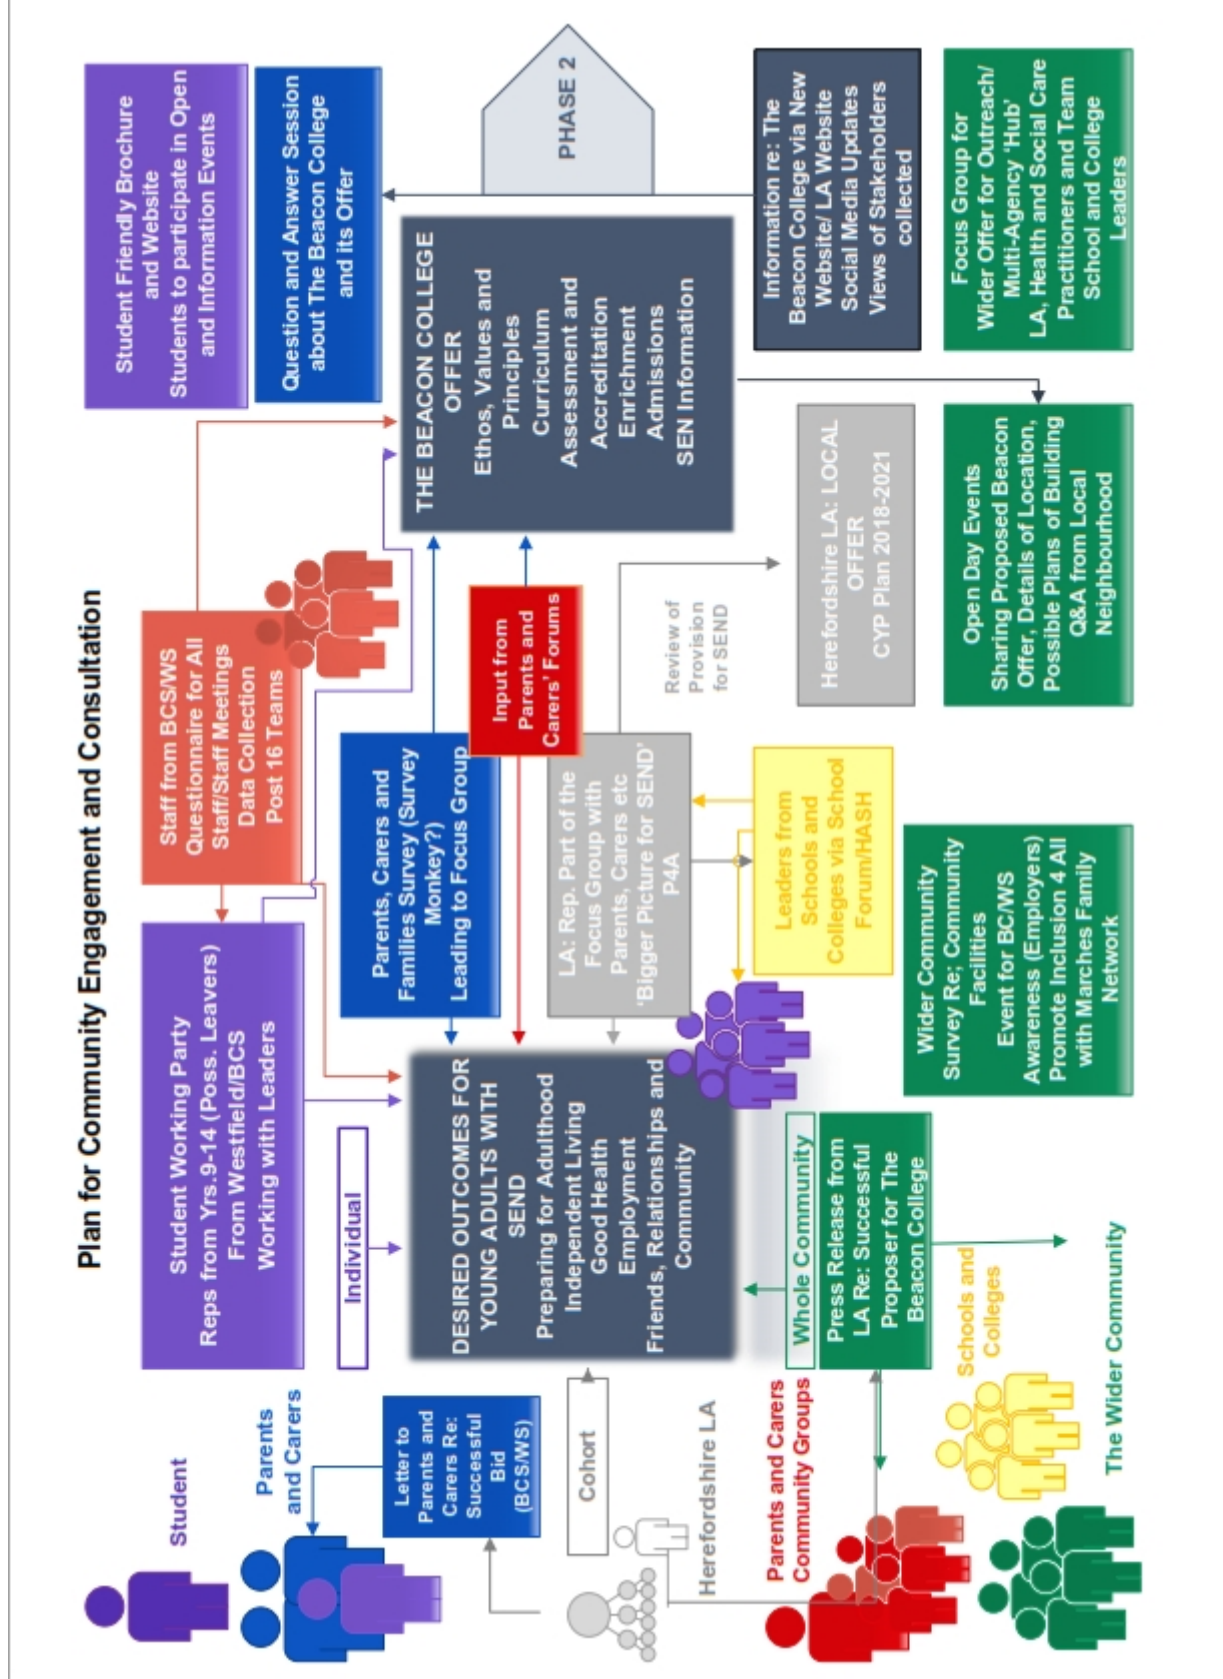 Plan for Community Engagement and Consultation
Student
Student Working Party
Reps from Yrs.9-14 (Poss. Leavers)
From Westfield/BCS
Working with Leaders
Staff from BCS/WS
Questionnaire for All
Staff/Staff Meetings
Data Collection
Post 16 Teams
Student Friendly Brochure
and Website
Students to participate in Open
and Information Events
Question and Answer Session
about The Beacon College
and its Offer
Parents
and Carers
Letter to
Parents and
Carers Re:
Successful
Bid
(BCS/WS)
Individual
Parents, Carers and
Families Survey (Survey
Monkey?)
Leading to Focus Group
Input from
Parents and
Carers' Forums
DESIRED OUTCOMES FOR
YOUNG ADULTS WITH
SEND
Preparing for Adulthood
Independent Living
Good Health
Employment
Friends, Relationships and
Community
THE BEACON COLLEGE
OFFER
Ethos, Values and
Principles
Curriculum
Assessment and
Accreditation
Enrichment
Admissions
SEN Information
PHASE 2
Cohort
Herefordshire LA
LA: Rep. Part of the
Focus Group with
Parents, Carers etc
'Bigger Picture for SEND'
P4A
Review of
Provision
for SEND
Herefordshire LA: LOCAL
OFFER
CYP Plan 2018-2021
Information re: The
Beacon College via New
Website/ LA Website
Social Media Updates
Views of Stakeholders
collected
Leaders from
Schools and
Colleges via School
Forum/HASH
Parents and Carers
Community Groups
Whole Community
Press Release from
LA Re: Successful
Proposer for The
Beacon College
Schools and
Colleges
The Wider Community
Wider Community
Survey Re; Community
Facilities
Event for BC/WS
Awareness (Employers)
Promote Inclusion 4 All
with Marches Family
Network
Open Day Events
Sharing Proposed Beacon
Offer, Details of Location,
Possible Plans of Building
Q&A from Local
Neighbourhood
Focus Group for
Wider Offer for Outreach/
Multi-Agency 'Hub'
LA, Health and Social Care
Practitioners and Team
School and College
Leaders